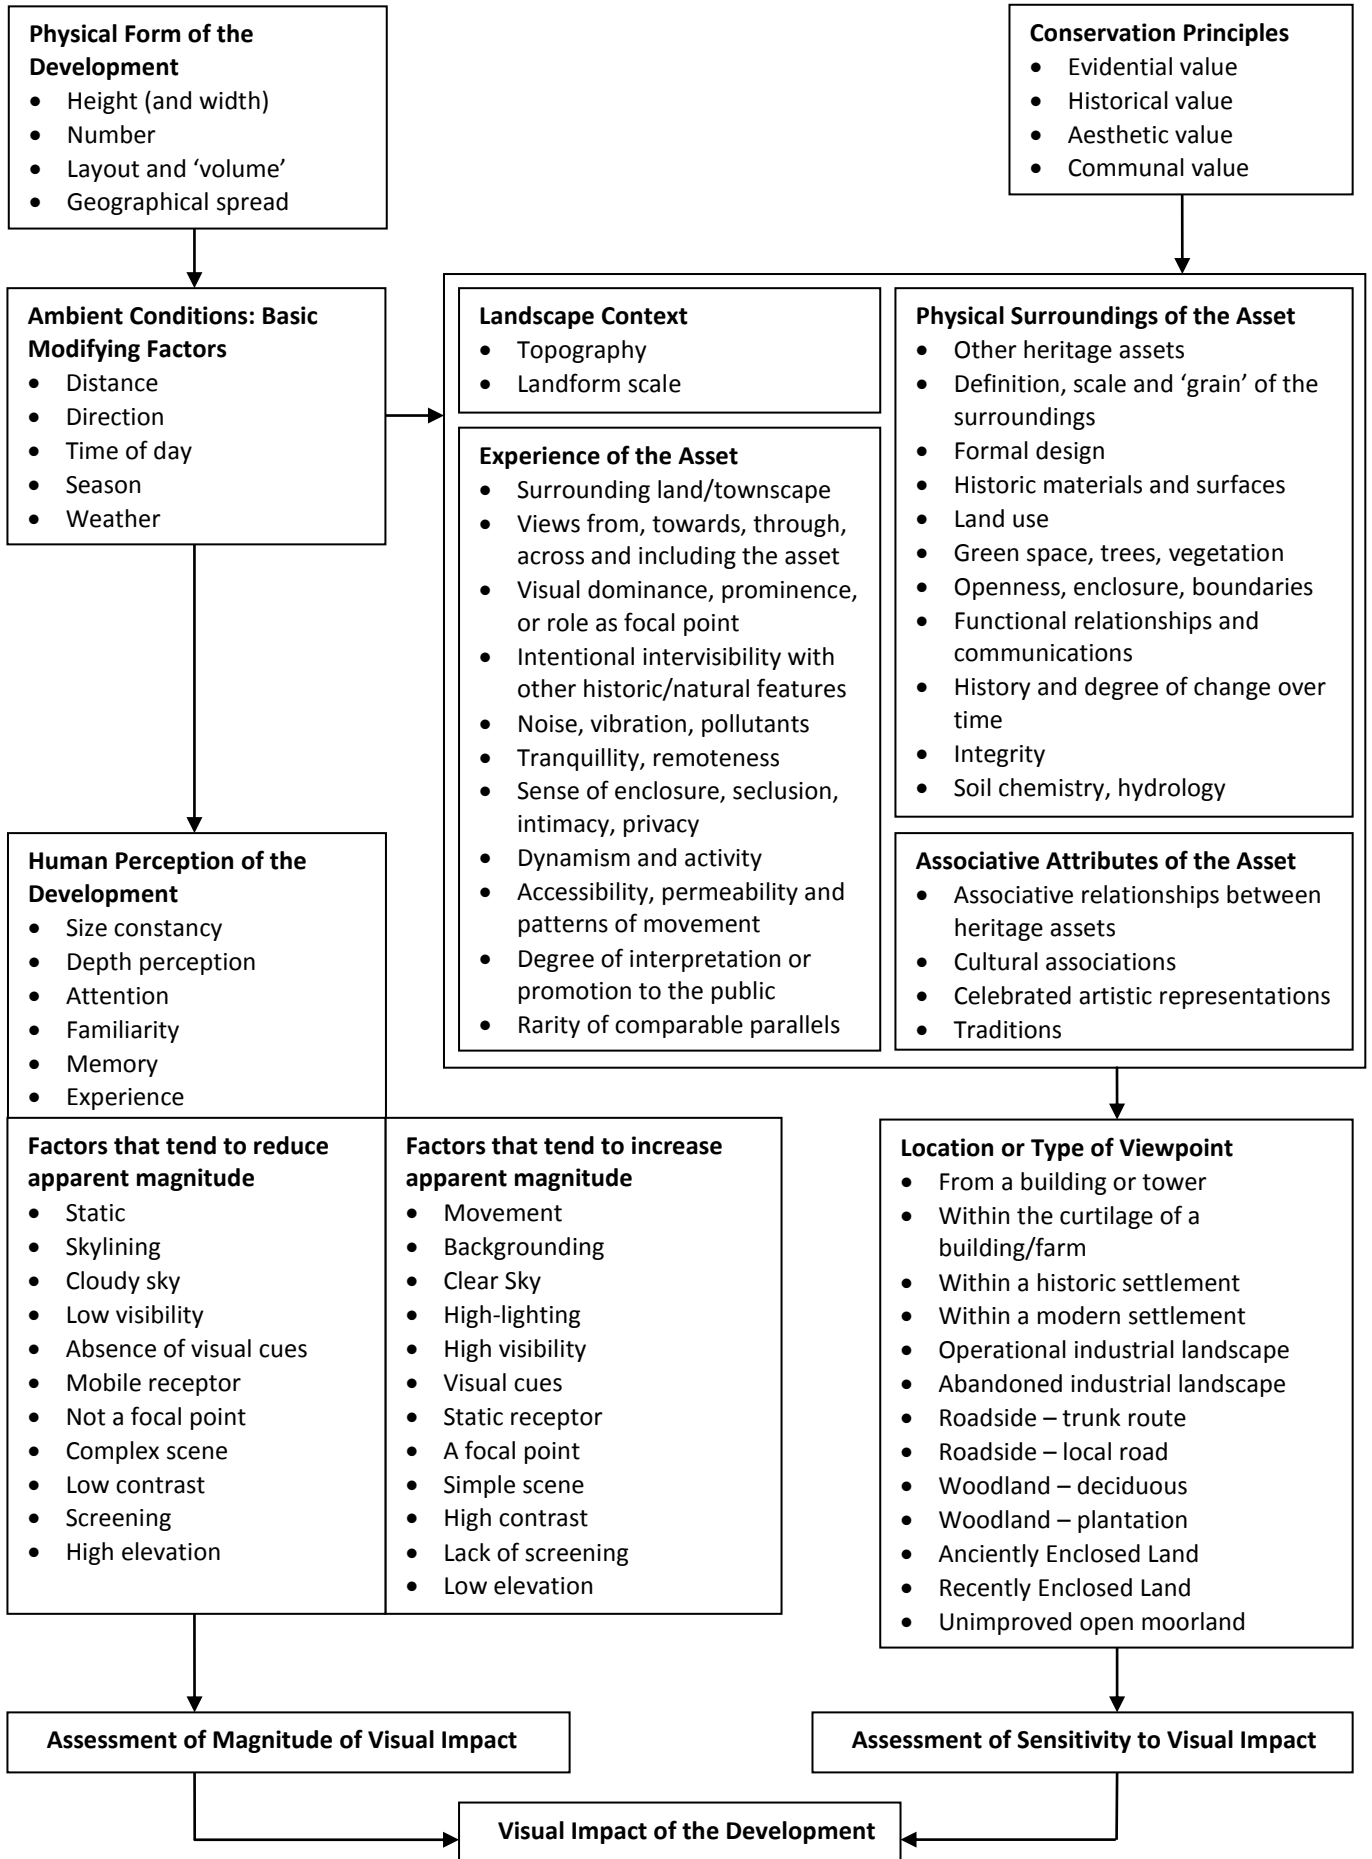 Physical Form of the
Development
• Height (and width)
• Number
• Layout and ‘volume’
• Geographical spread
Conservation Principles
• Evidential value
• Historical value
• Aesthetic value
• Communal value
Ambient Conditions: Basic
Modifying Factors
• Distance
• Direction
• Time of day
• Season
• Weather
Landscape Context
• Topography
• Landform scale
Experience of the Asset
• Surrounding land/townscape
• Views from, towards, through,
across and including the asset
• Visual dominance, prominence,
or role as focal point
• Intentional intervisibility with
other historic/natural features
• Noise, vibration, pollutants
• Tranquillity, remoteness
• Sense of enclosure, seclusion,
intimacy, privacy
• Dynamism and activity
• Accessibility, permeability and
patterns of movement
• Degree of interpretation or
promotion to the public
• Rarity of comparable parallels
Physical Surroundings of the Asset
• Other heritage assets
• Definition, scale and ‘grain’ of the
surroundings
• Formal design
• Historic materials and surfaces
• Land use
• Green space, trees, vegetation
• Openness, enclosure, boundaries
• Functional relationships and
communications
• History and degree of change over
time
• Integrity
• Soil chemistry, hydrology
Associative Attributes of the Asset
• Associative relationships between
heritage assets
• Cultural associations
• Celebrated artistic representations
• Traditions
Human Perception of the
Development
• Size constancy
• Depth perception
• Attention
• Familiarity
• Memory
• Experience
Factors that tend to reduce
apparent magnitude
• Static
• Skylining
• Cloudy sky
• Low visibility
• Absence of visual cues
• Mobile receptor
• Not a focal point
• Complex scene
• Low contrast
• Screening
• High elevation
Factors that tend to increase
apparent magnitude
• Movement
• Backgrounding
• Clear Sky
• High-lighting
• High visibility
• Visual cues
• Static receptor
• A focal point
• Simple scene
• High contrast
• Lack of screening
• Low elevation
Location or Type of Viewpoint
• From a building or tower
• Within the curtilage of a
building/farm
• Within a historic settlement
• Within a modern settlement
• Operational industrial landscape
• Abandoned industrial landscape
• Roadside – trunk route
• Roadside – local road
• Woodland – deciduous
• Woodland – plantation
• Anciently Enclosed Land
• Recently Enclosed Land
• Unimproved open moorland
Assessment of Magnitude of Visual Impact
Assessment of Sensitivity to Visual Impact
Visual Impact of the Development